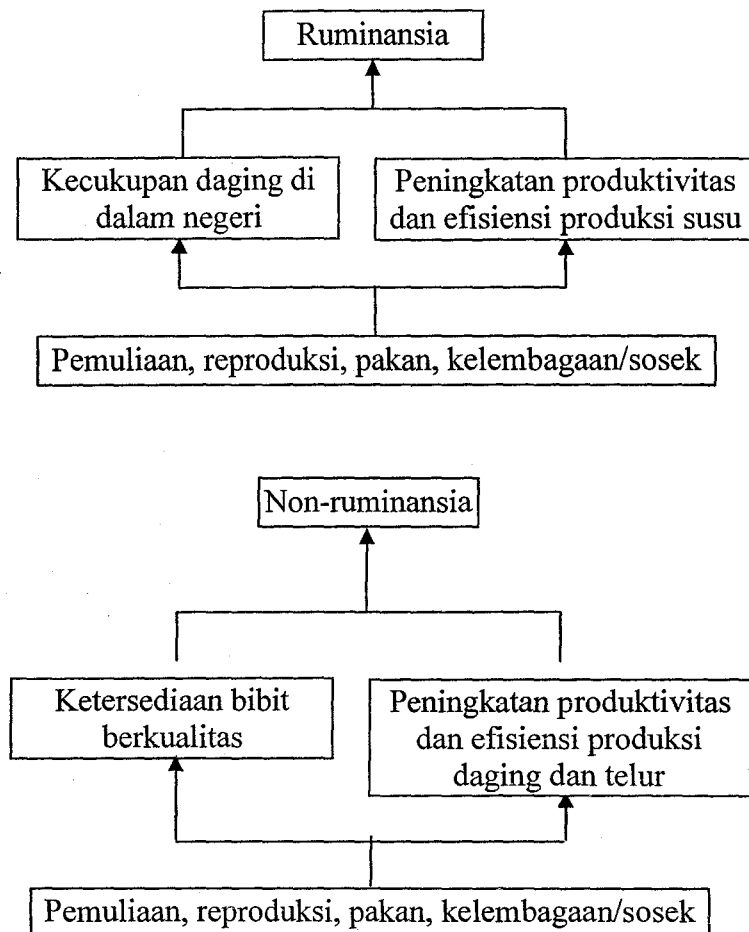 Ruminansia
Kecukupan daging di
dalam negeri
Peningkatan produktivitas
dan efisiensi produksi susu
Pemuliaan, reproduksi, pakan, kelembagaan/sosek
Non-ruminansia
Ketersediaan bibit
berkualitas
Peningkatan produktivitas
dan efisiensi produksi
daging dan telur
Pemuliaan, reproduksi, pakan, kelembagaan/sosek